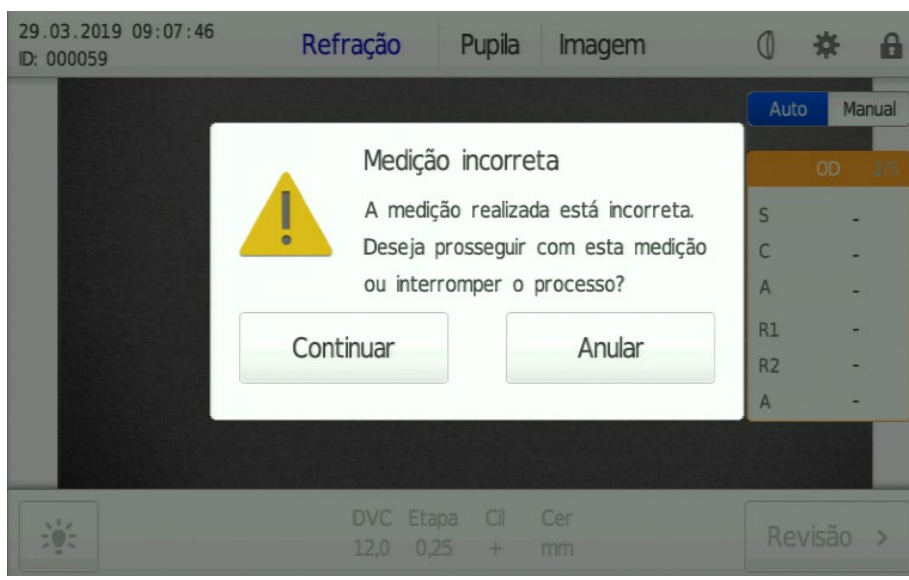 29.03.2019 09:07:46
ID: 000059
Refração
Pupila
Imagem
Auto
Manual
OD 2/5
Medição incorreta
A medição realizada está incorreta.
Deseja prosseguir com esta medição
ou interromper o processo?
Continuar
Anular
S -
C -
A -
R1 -
R2 -
A -
DVC Etapa Cil Cer
12,0 0,25 + mm
Revisão >